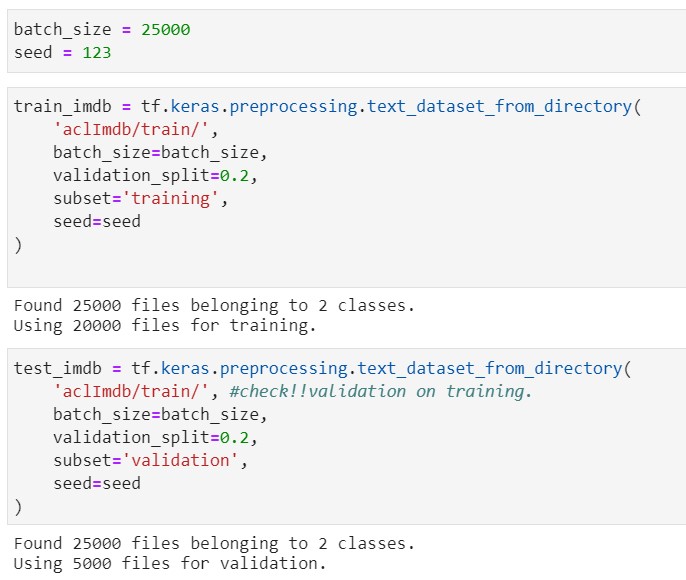 batch_size = 25000
seed = 123
train_imdb = tf.keras.preprocessing.text_dataset_from_directory(
    'aclImdb/train/',
    batch_size=batch_size,
    validation_split=0.2,
    subset='training',
    seed=seed
)
Found 25000 files belonging to 2 classes.
Using 20000 files for training.
test_imdb = tf.keras.preprocessing.text_dataset_from_directory(
    'aclImdb/train/', #check!!validation on training.
    batch_size=batch_size,
    validation_split=0.2,
    subset='validation',
    seed=seed
)
Found 25000 files belonging to 2 classes.
Using 5000 files for validation.